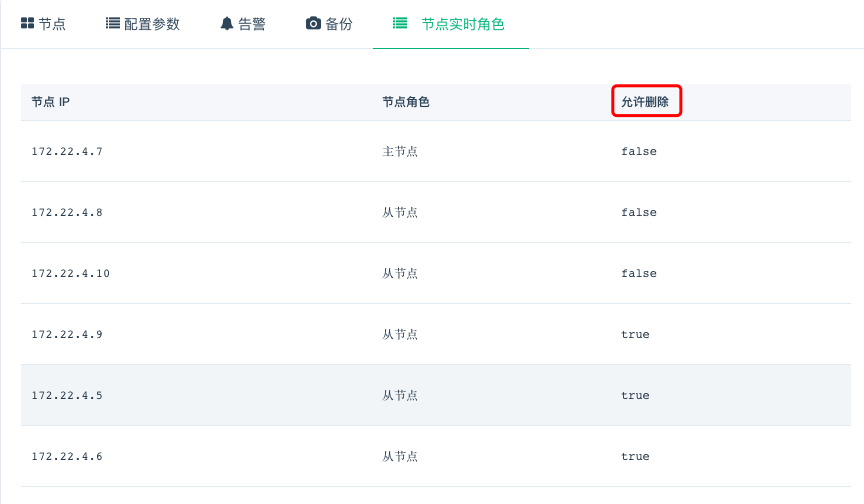 节点 配置参数 告警 备份 节点实时角色
节点 IP 节点角色 允许删除
172.22.4.7 主节点 false
172.22.4.8 从节点 false
172.22.4.10 从节点 false
172.22.4.9 从节点 true
172.22.4.5 从节点 true
172.22.4.6 从节点 true